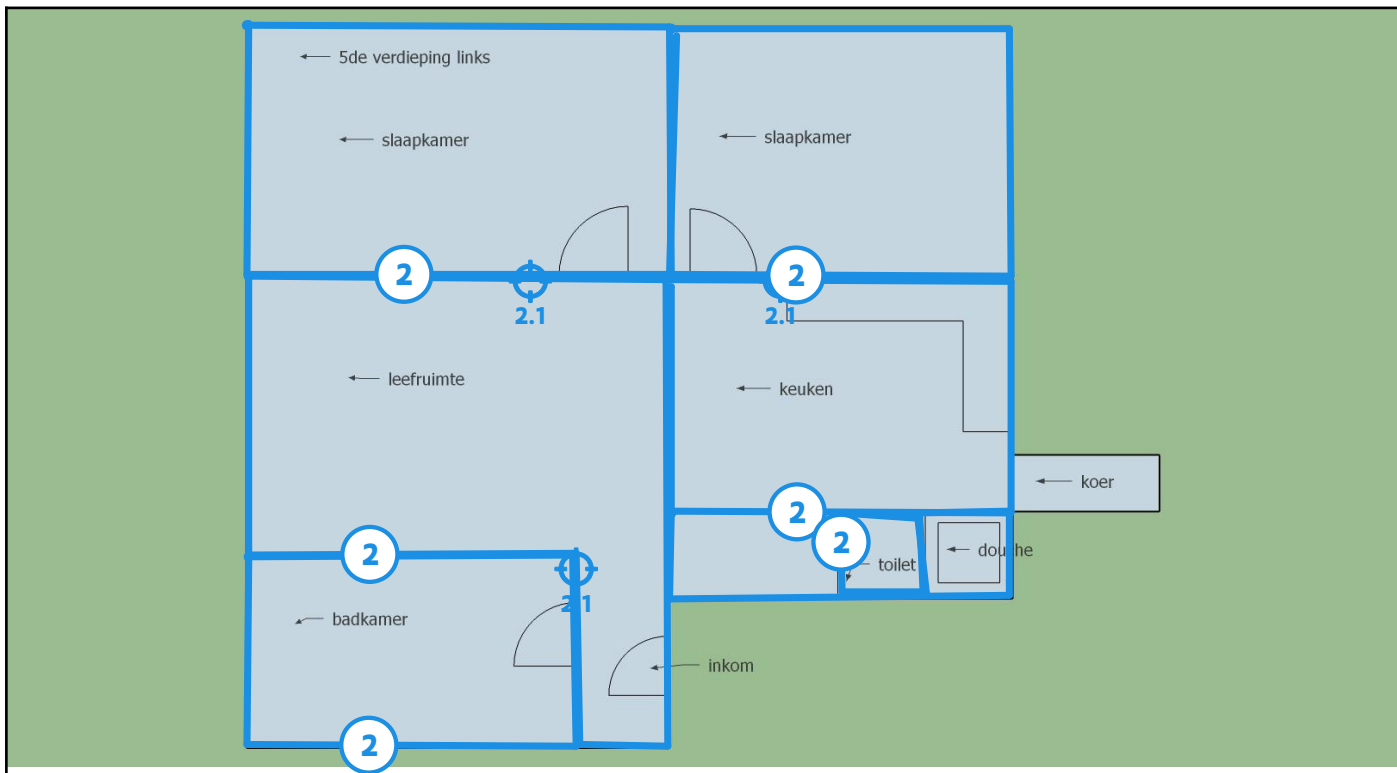 5de verdieping links
slaapkamer
slaapkamer
2
2
2.1
2.1
leefruimte
keuken
koer
2
2
2
douche
toilet
2.1
badkamer
inkom
2